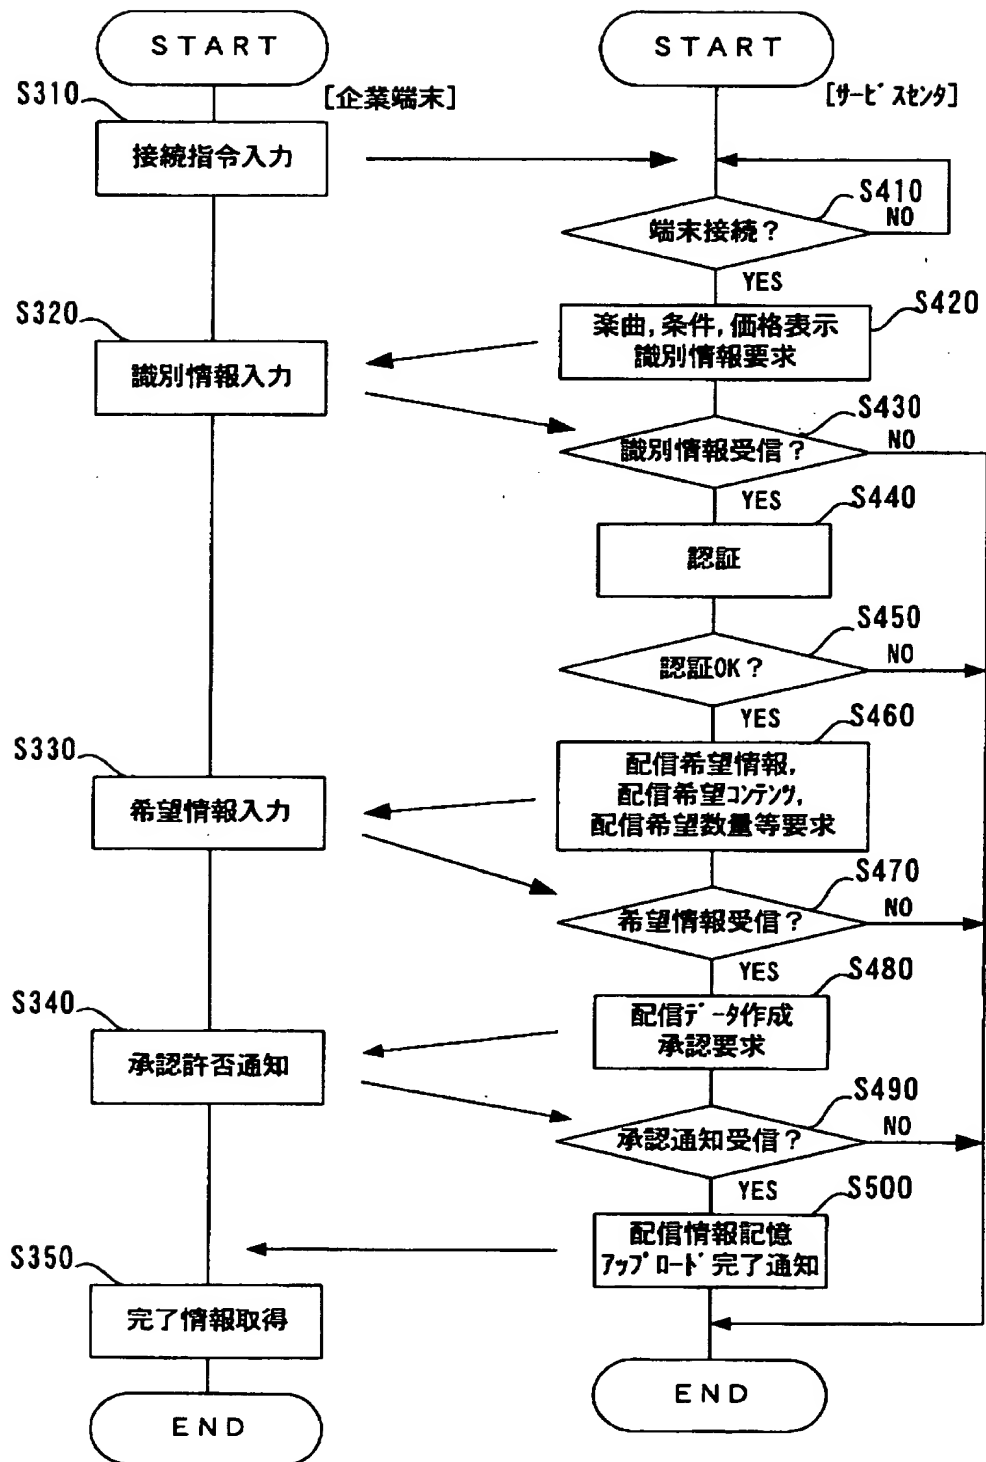 START
START
S310
[企業端末]
[サービスセンタ]
接続指令入力
S410
端末接続?
NO
YES
S320
S420
楽曲,条件,価格表示
識別情報要求
識別情報入力
S430
識別情報受信?
NO
YES
S440
認証
S450
認証OK?
NO
YES
S460
S330
配信希望情報,
配信希望コンテンツ,
配信希望数量等要求
希望情報入力
S470
希望情報受信?
NO
YES
S480
S340
配信データ作成
承認要求
承認許否通知
S490
承認通知受信?
NO
YES
S500
配信情報記憶
アップロード完了通知
S350
完了情報取得
END
END